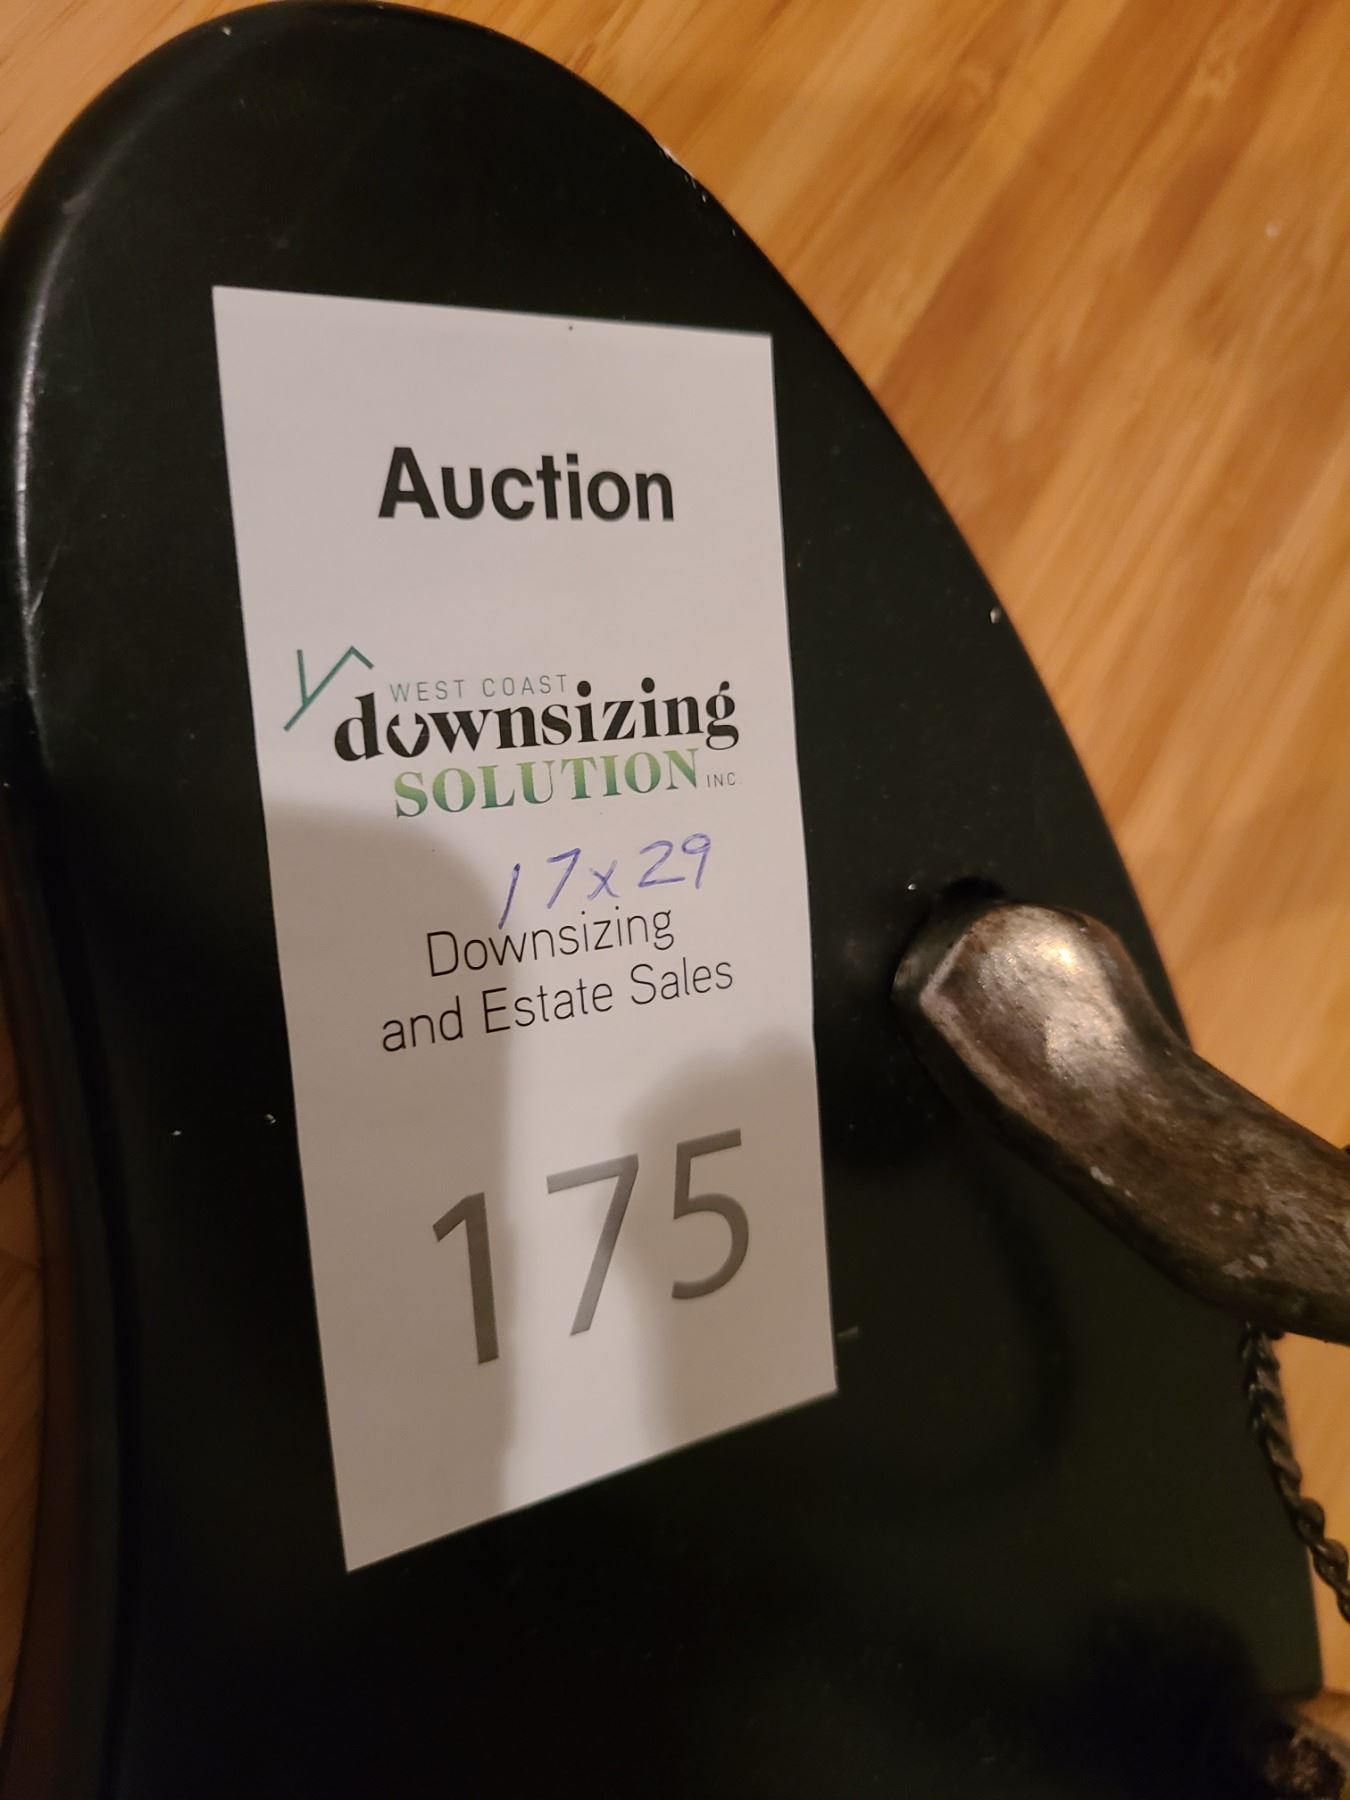 Auction
WEST COAST
downsizing
SOLUTION INC.
17x29
Downsizing
and Estate Sales
175